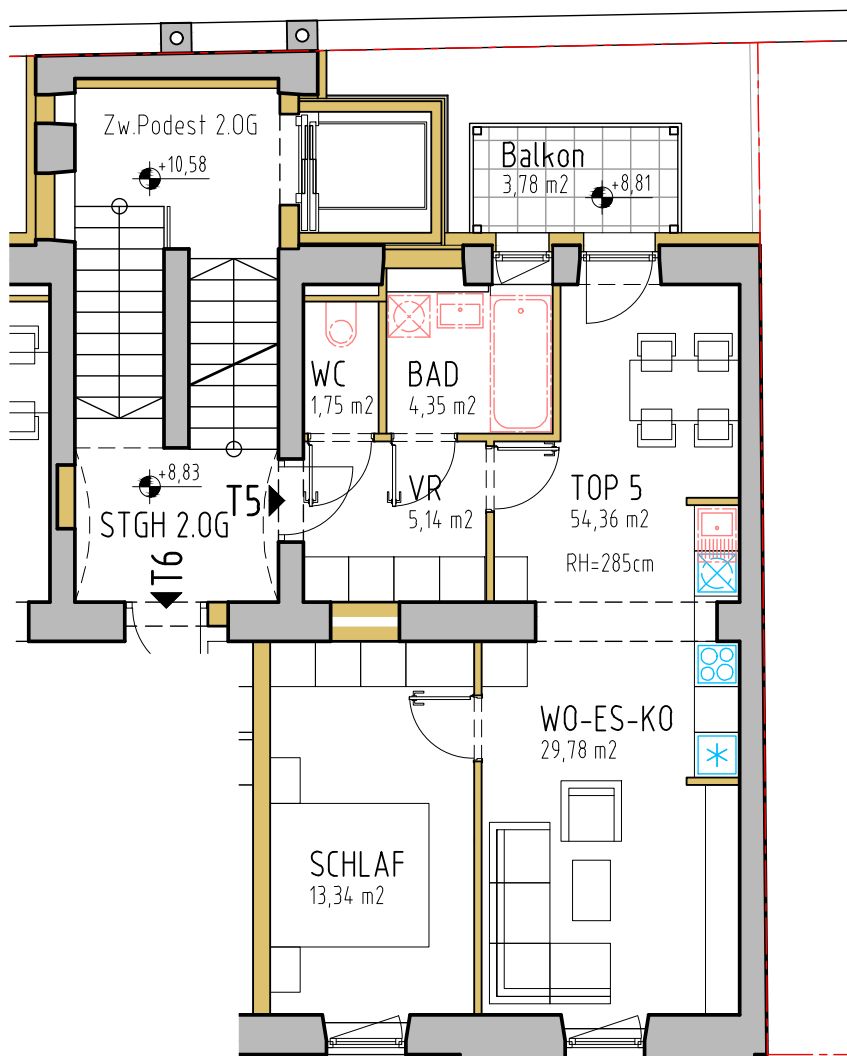 Zw.Podest 2.OG
+10,58
Balkon
3,78 m2
+8,81
WC
1,75 m2
BAD
4,35 m2
+8,83
T5
VR
5,14 m2
TOP 5
54,36 m2
STGH 2.OG
RH=285cm
T6
WO-ES-KO
29,78 m2
SCHLAF
13,34 m2